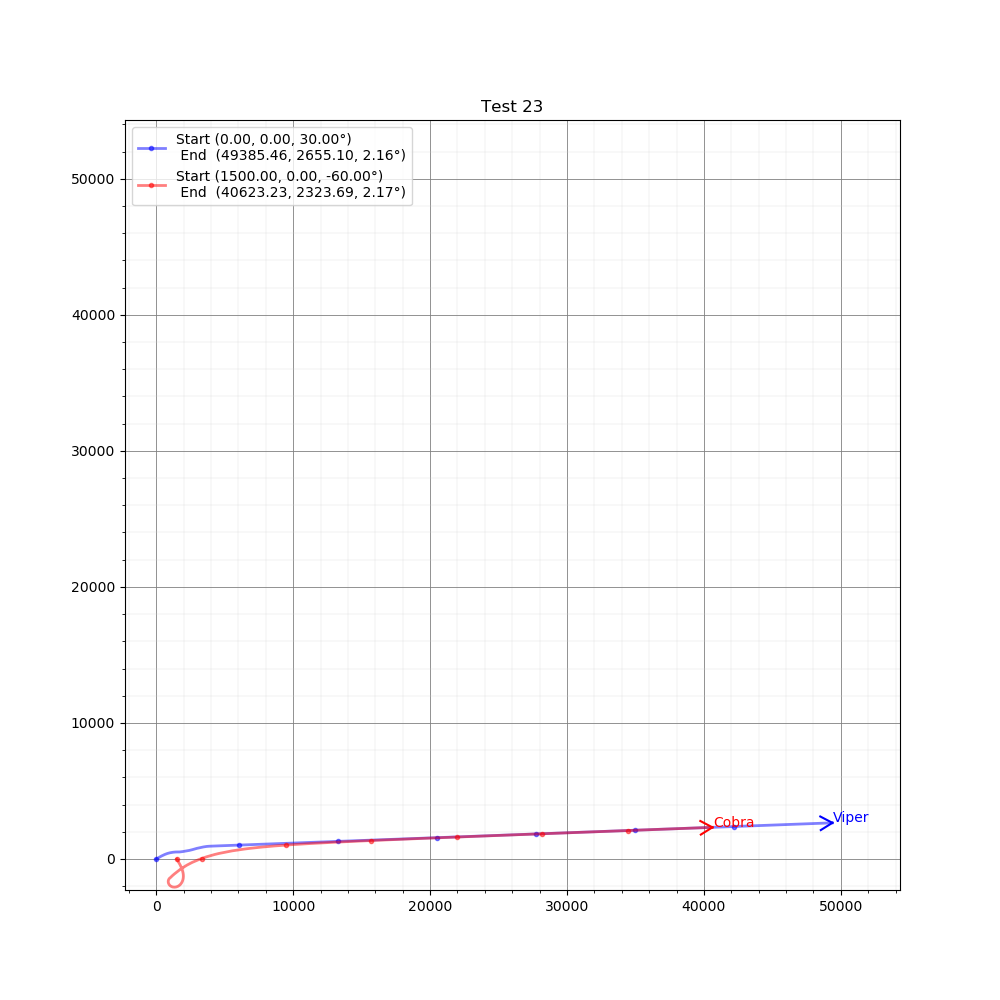 Test 23
Start (0.00, 0.00, 30.00°)
End  (49385.46, 2655.10, 2.16°)
Start (1500.00, 0.00, -60.00°)
End  (40623.23, 2323.69, 2.17°)
50000
40000
30000
20000
10000
0
Cobra
Viper
0 10000 20000 30000 40000 50000